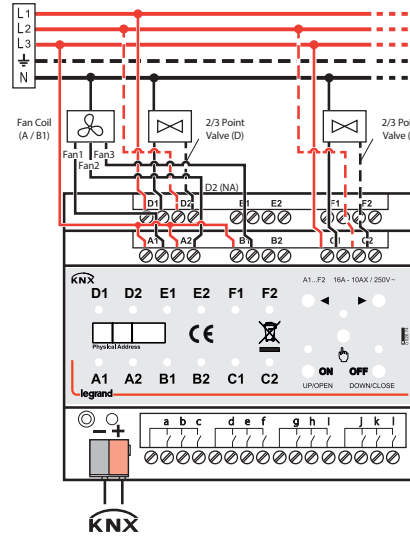 L1
L2
L3
N
Fan Coil
(A / B1)
2/3 Point
Valve (D)
2/3 Poi
Valve (
Fan1
Fan2
Fan3
D2 (NA)
D1 D2 E1 E2 F1 F2
A1 A2 B1 B2 C1 C2
KNX
A1...F2 16A - 10AX / 250V~
D1 D2 E1 E2 F1 F2
Physical Address
CE
A1 A2 B1 B2 C1 C2
ON OFF
UP/OPEN DOWN/CLOSE
legrand
a b c d e f g h i j k l
– +
KNX